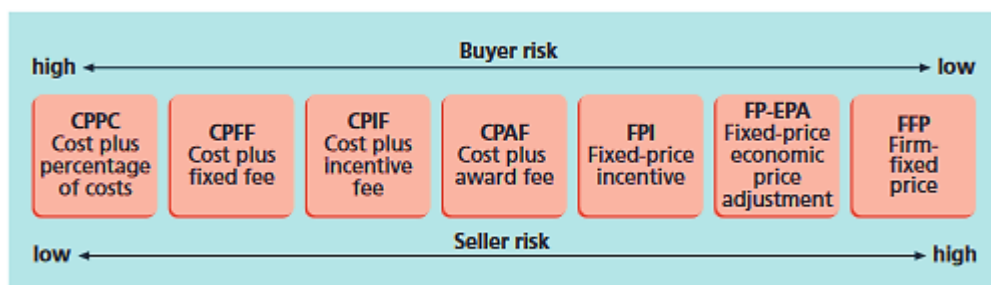 Buyer risk
high
low
CPPC
Cost plus
percentage
of costs
CPFF
Cost plus
fixed fee
CPIF
Cost plus
incentive
fee
CPAF
Cost plus
award fee
FPI
Fixed-price
incentive
FP-EPA
Fixed-price
economic
price
adjustment
FFP
Firm-
fixed
price
Seller risk
low
high